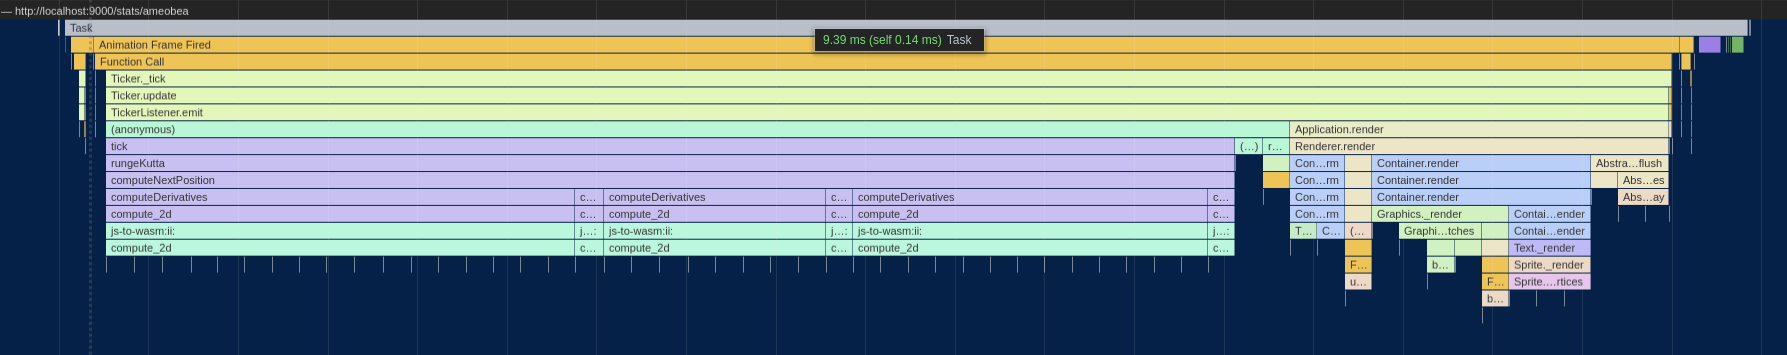 — http://localhost:9000/stats/ameobea
Task
Animation Frame Fired
9.39 ms (self 0.14 ms) Task
Function Call
Ticker._tick
Ticker.update
TickerListener.emit
(anonymous) Application.render
tick (...) r... Renderer.render
rungeKutta Con...rm Container.render Abstra...flush
computeNextPosition Con...rm Container.render Abs...es
computeDerivatives c... computeDerivatives c... computeDerivatives c... Con...rm Container.render Abs...ay
compute_2d c... compute_2d c... compute_2d c... Con...rm Graphics._render Contai...ender
js-to-wasm:ii: j...: js-to-wasm:ii: j...: js-to-wasm:ii: j...: T... C... (... Graphi...tches Contai...ender
compute_2d c... compute_2d c... compute_2d c... Text._render
F... b... Sprite._render
u... F... Sprite....rtices
b...